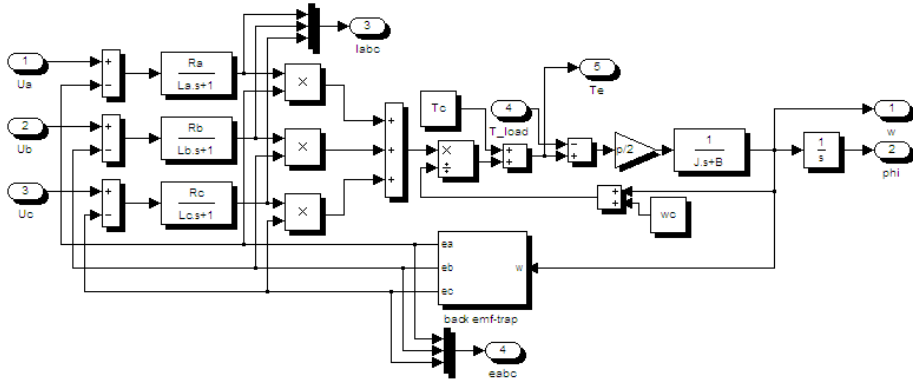 3
Iabc
1
Ua
+
−
Ra
La.s+1
×
2
Ub
+
−
Rb
Lb.s+1
×
3
Uc
+
−
Rc
Lc.s+1
×
+
+
+
Tc
4
T_load
5
Te
×
÷
+
+
−
+
p/2
1
J.s+B
1
s
1
w
2
phi
+
+
wc
ea
eb
ec
w
back emf-trap
4
eabc